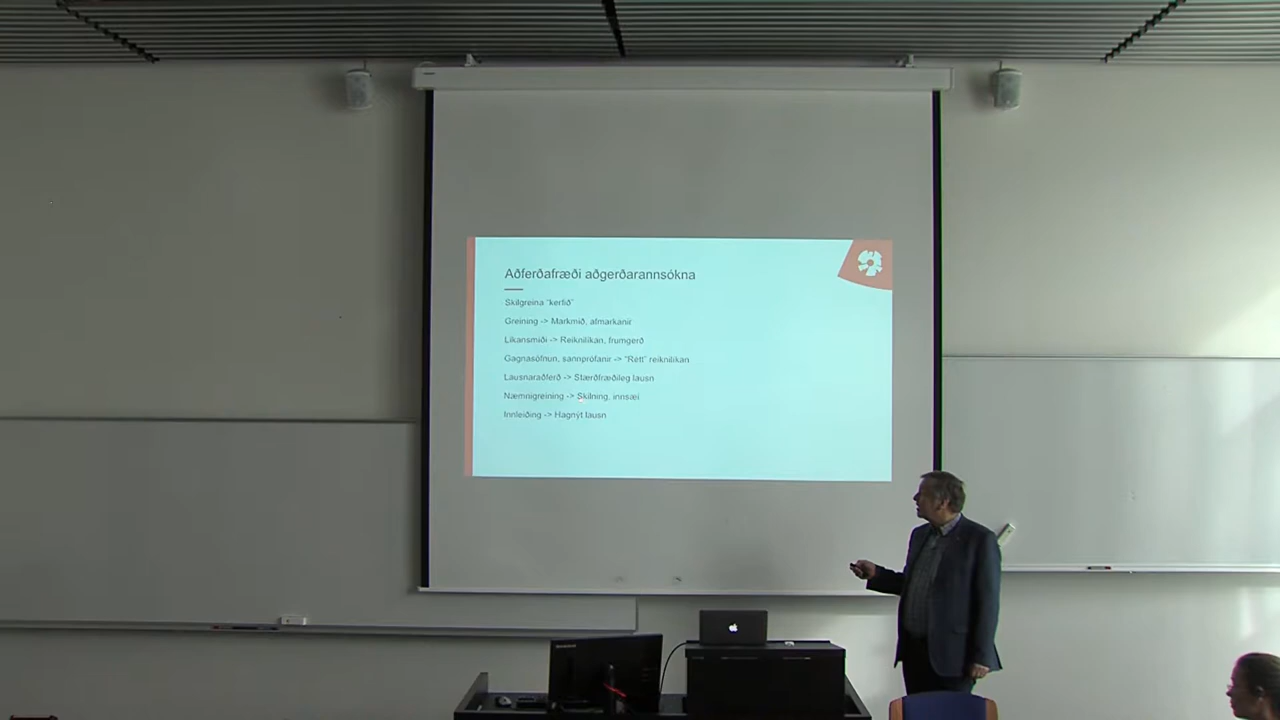 Aðferðafræði aðgerðarannsókna
Skilgreina "kerfið"
Greining -> Markmið, afmarkanir
Líkansmíði -> Reiknilíkan, frumgerð
Gagnasöfnun, sannprófanir -> "Rétt" reiknilíkan
Lausnaraðferð -> Stærðfræðileg lausn
Næmnigreining -> Skilning, innsæi
Innleiðing -> Hagnýt lausn